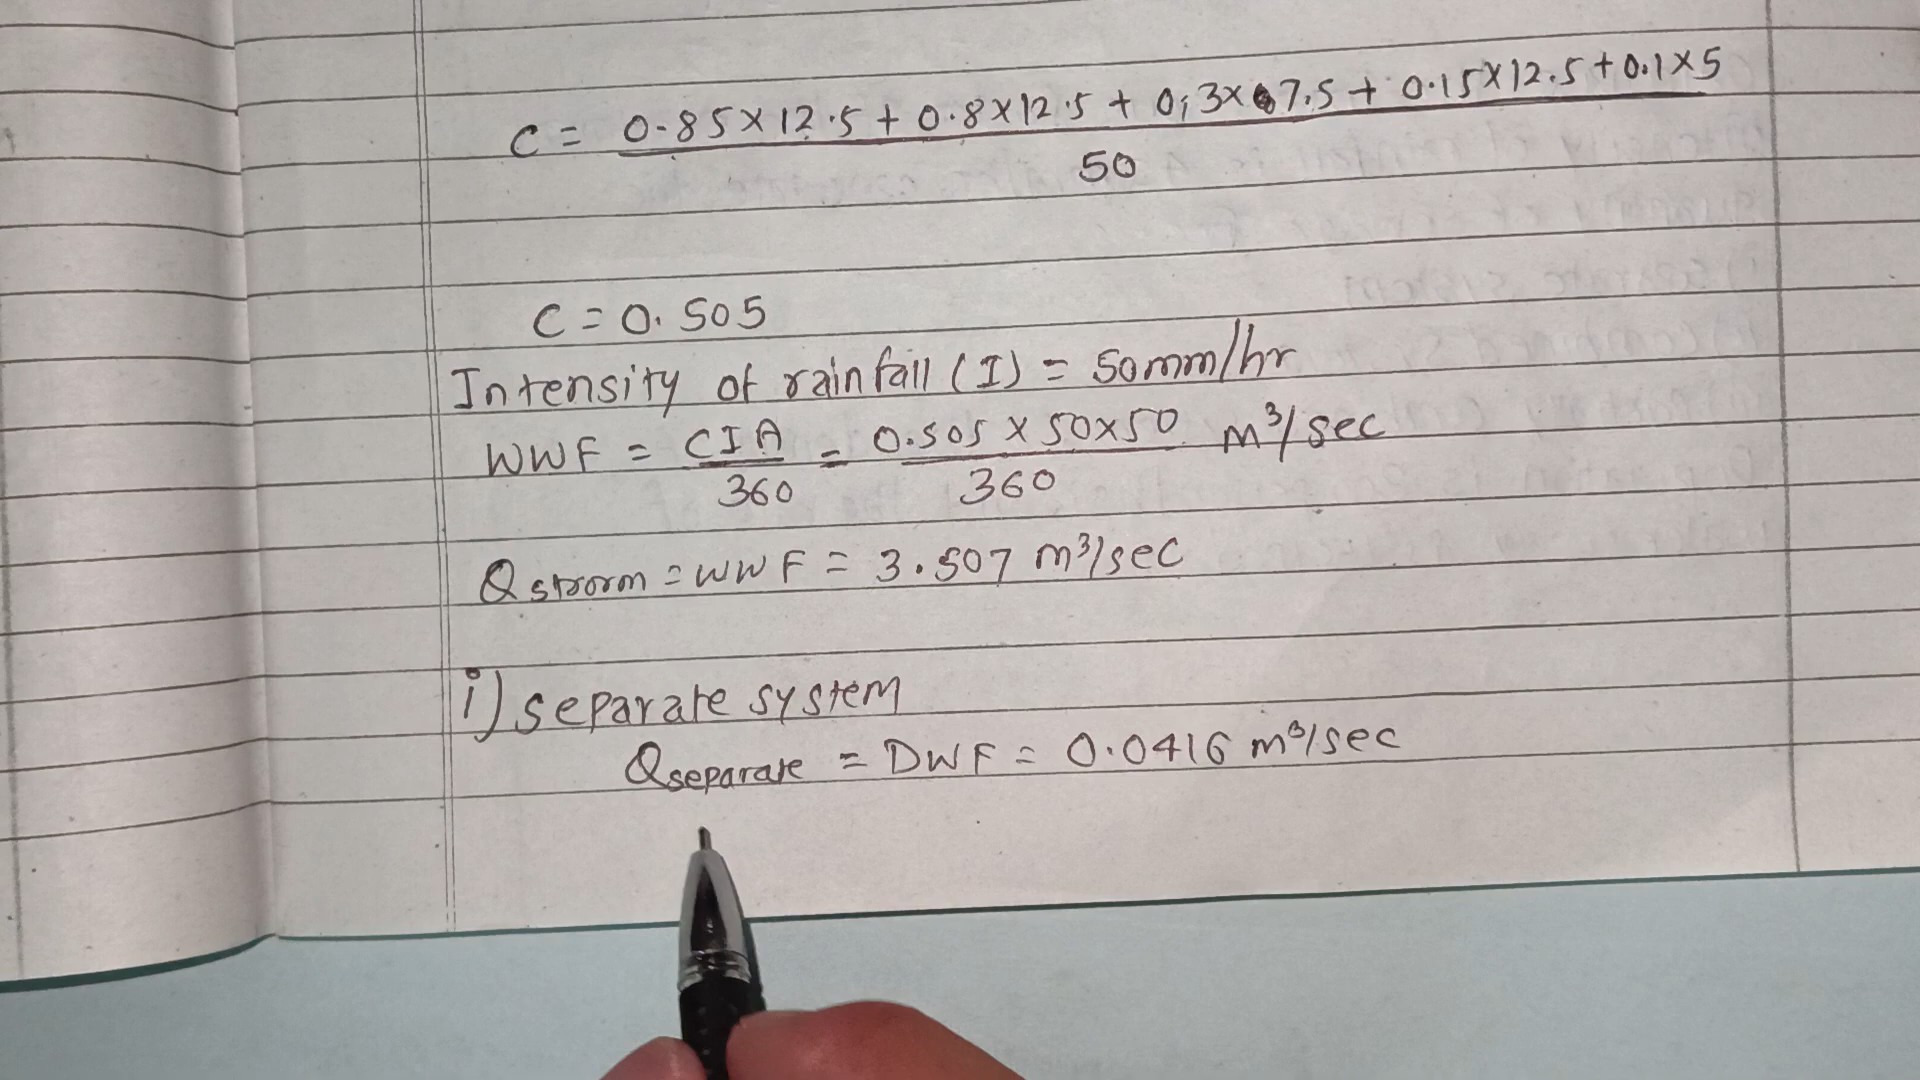 C = 0.85×12.5 + 0.8×12.5 + 0.3×7.5 + 0.15×12.5 + 0.1×5
50
C = 0.505
Intensity of rainfall (I) = 50mm/hr
WWF = CIA = 0.505 × 50×50 m³/sec
360 360
Qstrorm = WWF = 3.507 m³/sec
i) separate system
Qseparate = DWF = 0.0416 m³/sec